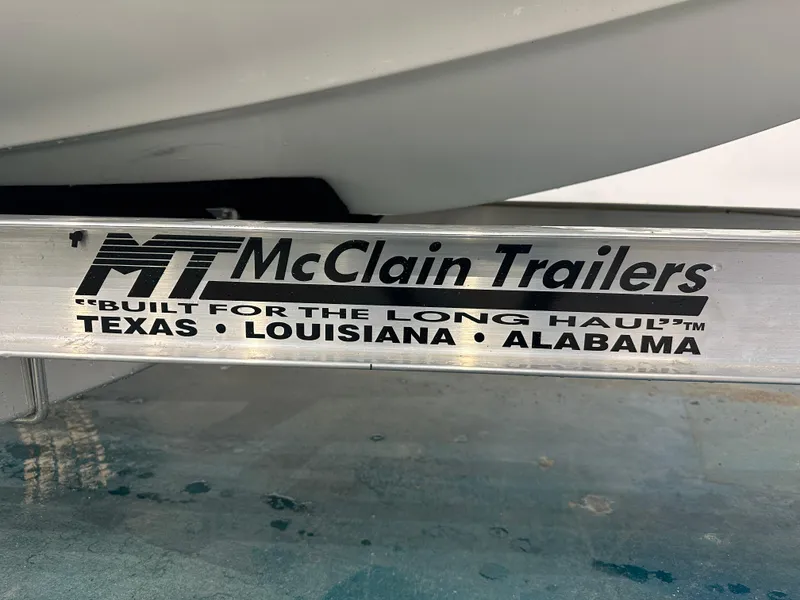 MT McClain Trailers
"BUILT FOR THE LONG HAUL"™
TEXAS • LOUISIANA • ALABAMA